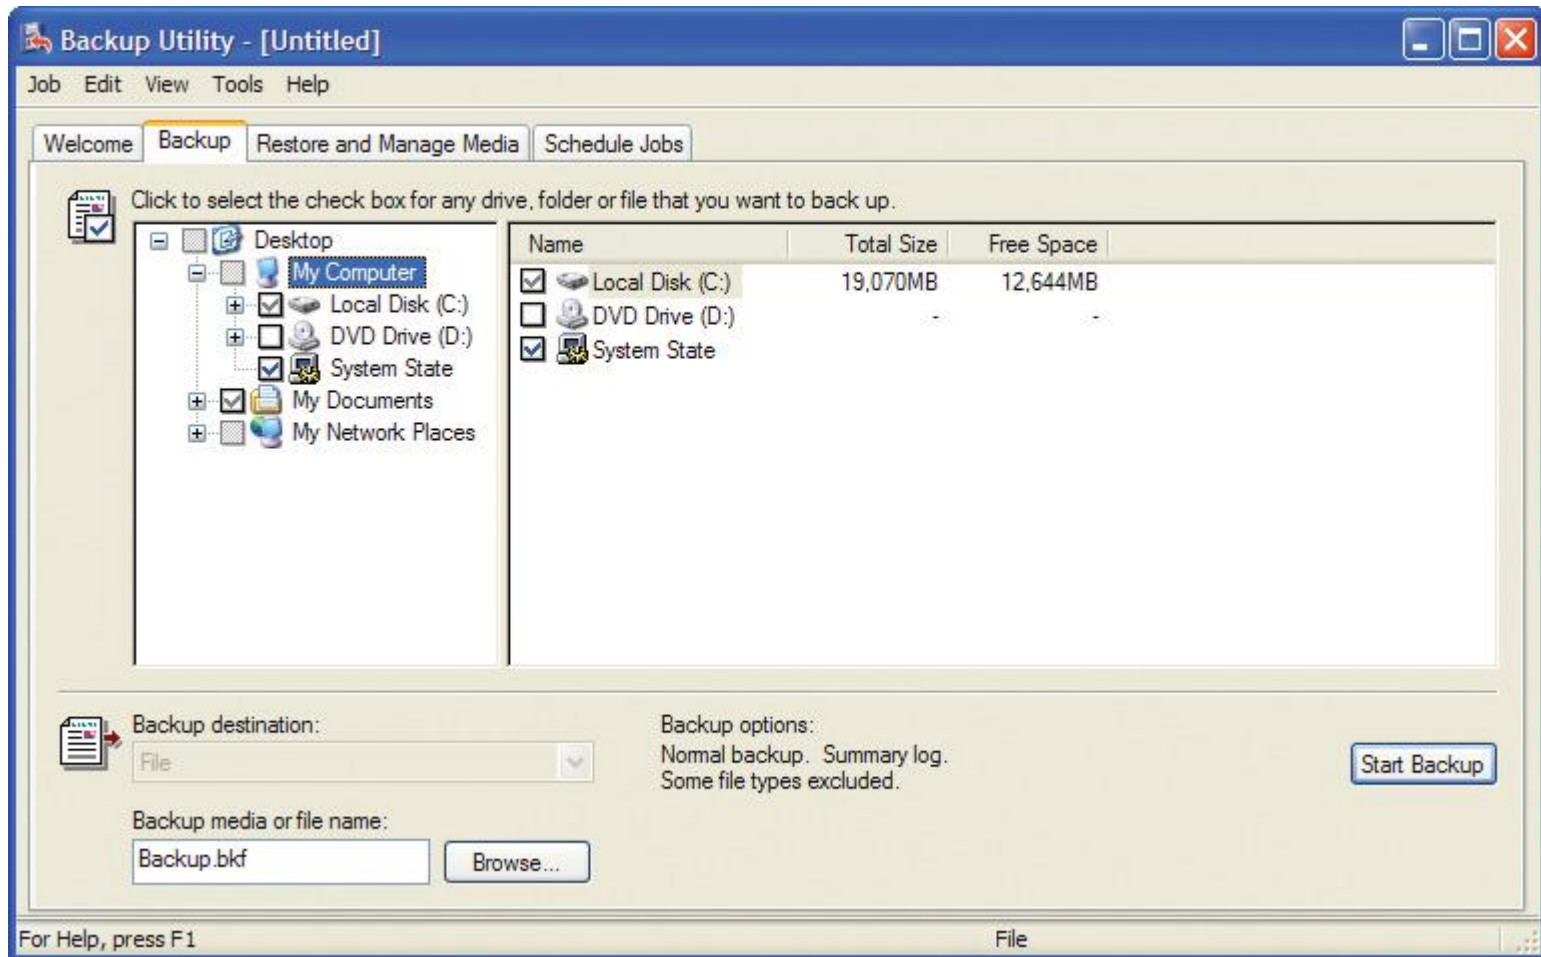 Backup Utility - [Untitled]
Job Edit View Tools Help
Welcome Backup Restore and Manage Media Schedule Jobs
Click to select the check box for any drive, folder or file that you want to back up.
Desktop
My Computer
Local Disk (C:)
DVD Drive (D:)
System State
My Documents
My Network Places
Name Total Size Free Space
Local Disk (C:) 19,070MB 12,644MB
DVD Drive (D:) - -
System State
Backup destination:
File
Backup media or file name:
Backup.bkf
Browse...
Backup options:
Normal backup. Summary log.
Some file types excluded.
Start Backup
For Help, press F1 File